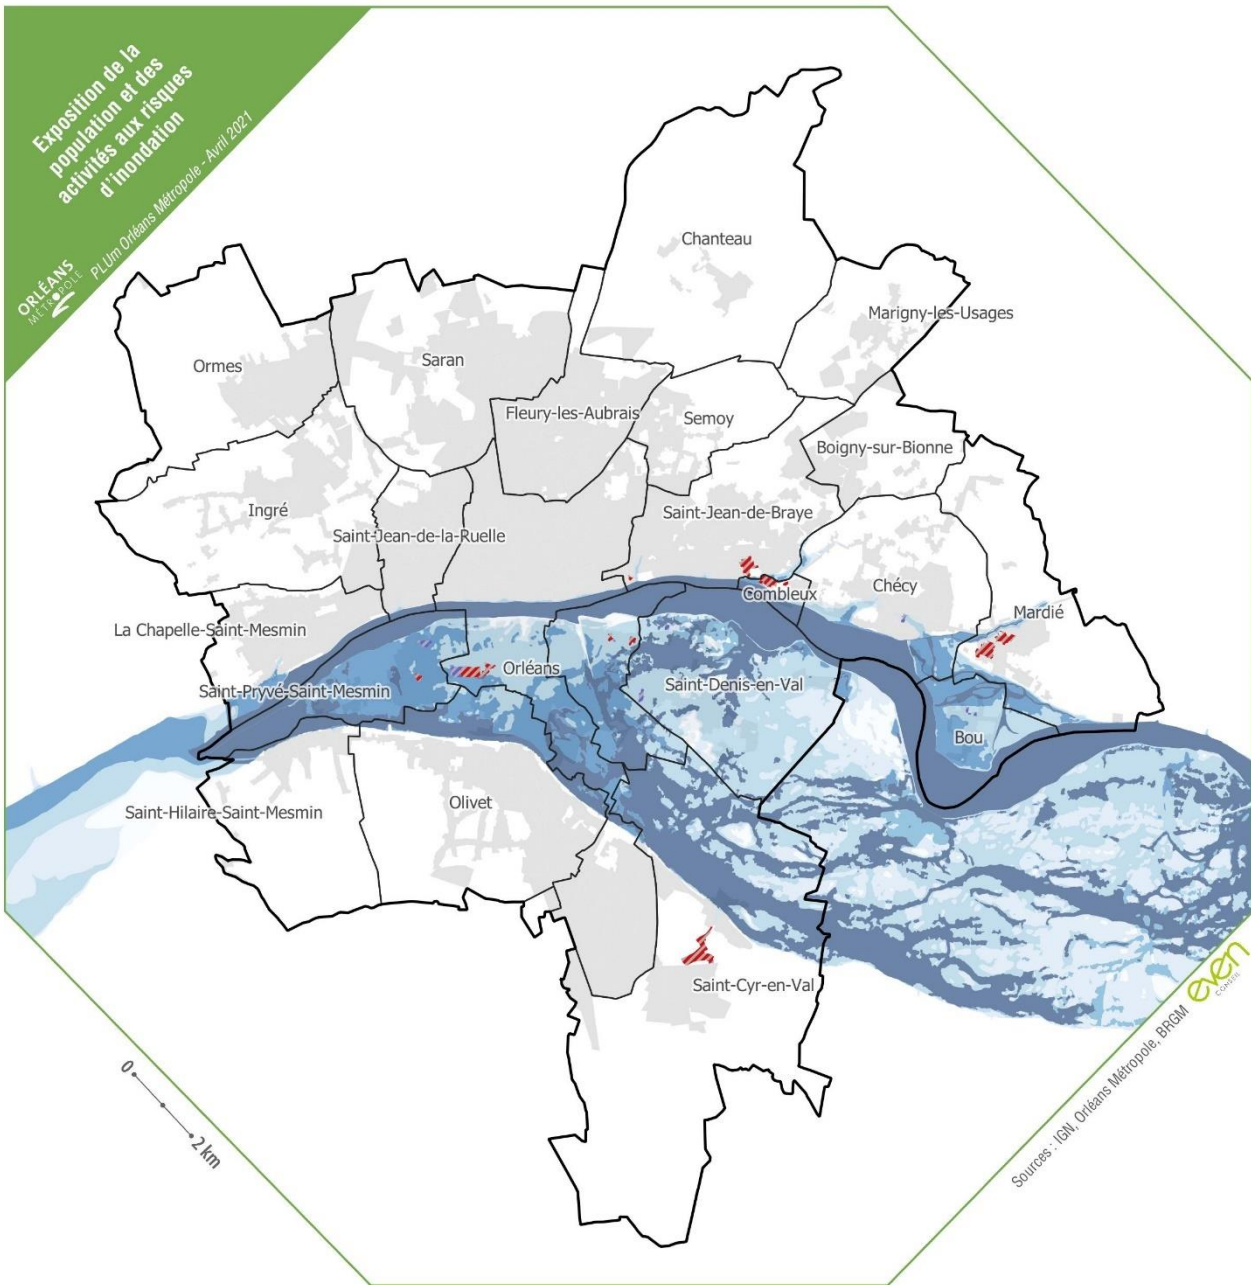 Exposition de la
population et des
activités aux risques
d'inondation
PLUm Orléans Métropole - Avril 2021
ORLÉANS
MÉTROPOLE
Chanteau
Marigny-les-Usages
Ormes
Saran
Fleury-les-Aubrais
Semoy
Boigny-sur-Bionne
Ingré
Saint-Jean-de-la-Ruelle
Saint-Jean-de-Braye
Chécy
Combleux
Mardié
La Chapelle-Saint-Mesmin
Orléans
Saint-Pryvé-Saint-Mesmin
Saint-Denis-en-Val
Bou
Saint-Hilaire-Saint-Mesmin
Olivet
Saint-Cyr-en-Val
0
2 km
Sources : IGN, Orléans Métropole, BRGM
even
CONSEIL